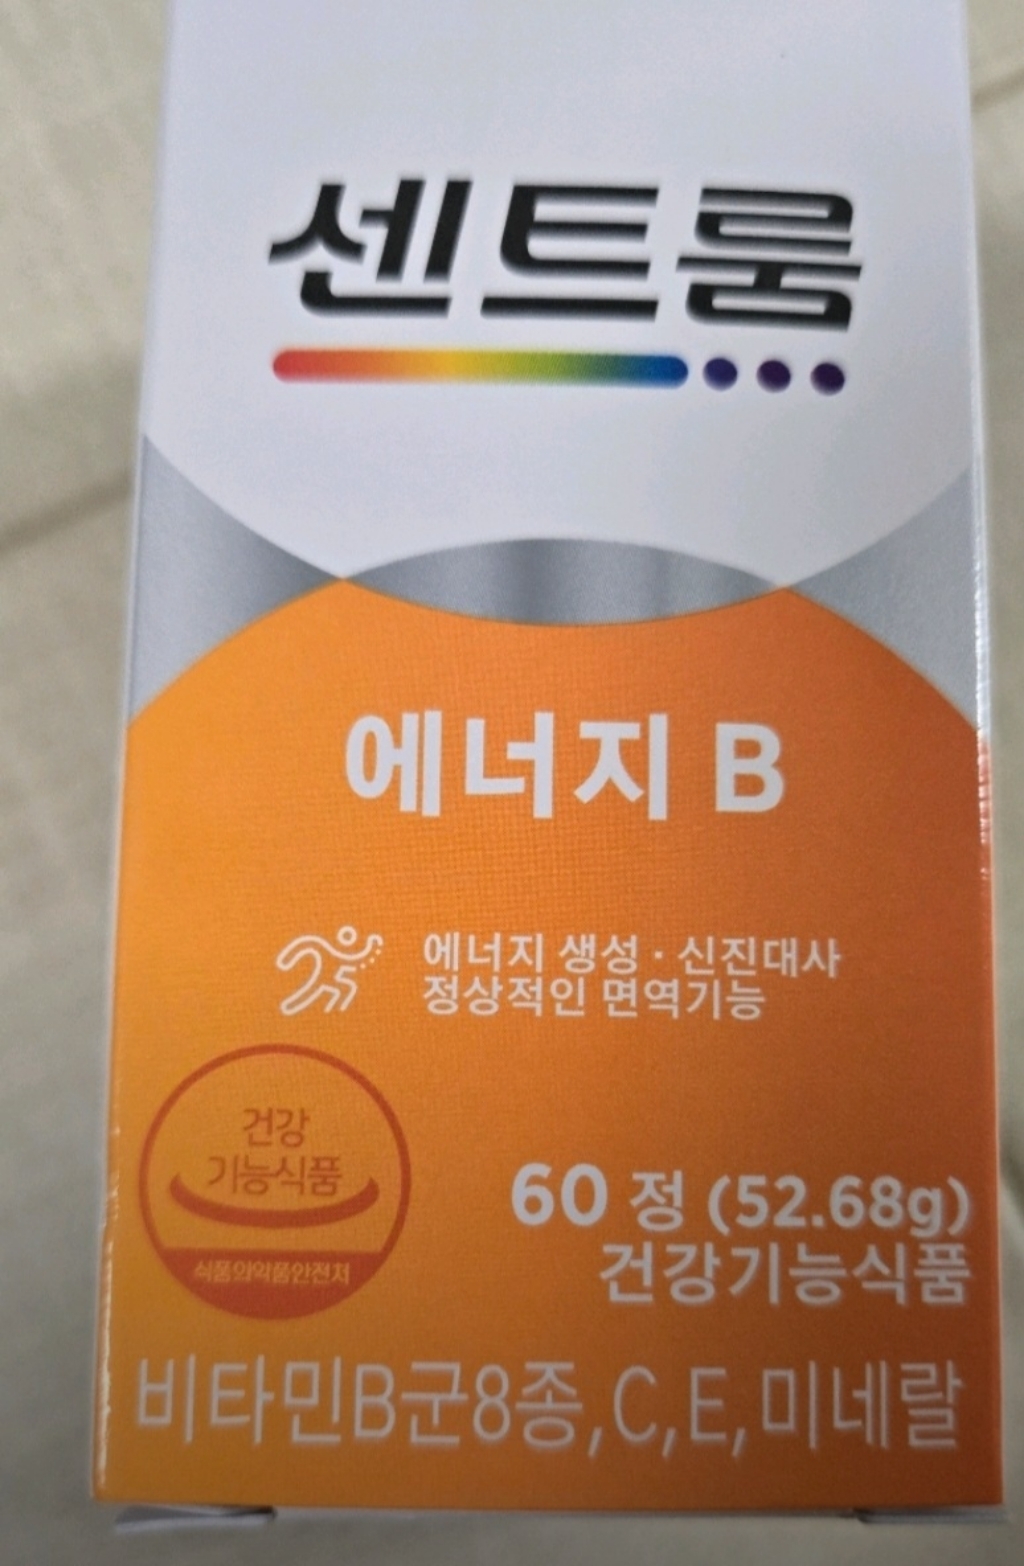 센트룸
에너지 B
에너지 생성 · 신진대사
정상적인 면역기능
건강
기능식품
식품의약품안전처
60 정 (52.68g)
건강기능식품
비타민B군8종,C,E,미네랄